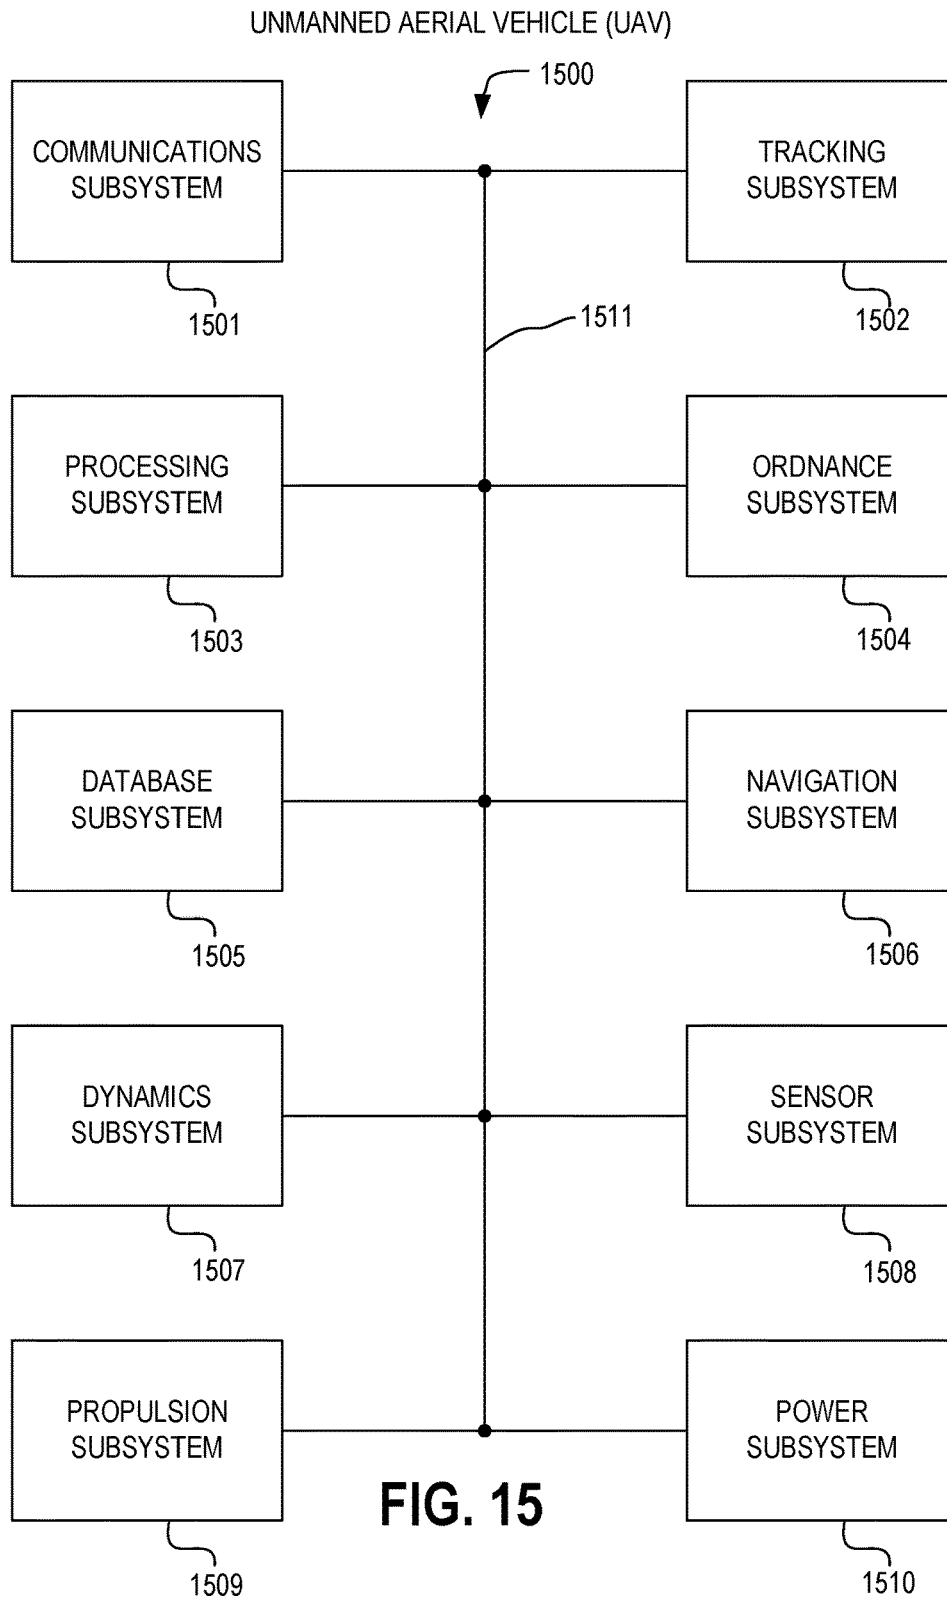 UNMANNED AERIAL VEHICLE (UAV)
1500
COMMUNICATIONS
SUBSYSTEM
1501
TRACKING
SUBSYSTEM
1502
1511
PROCESSING
SUBSYSTEM
1503
ORDNANCE
SUBSYSTEM
1504
DATABASE
SUBSYSTEM
1505
NAVIGATION
SUBSYSTEM
1506
DYNAMICS
SUBSYSTEM
1507
SENSOR
SUBSYSTEM
1508
PROPULSION
SUBSYSTEM
1509
POWER
SUBSYSTEM
1510
FIG. 15